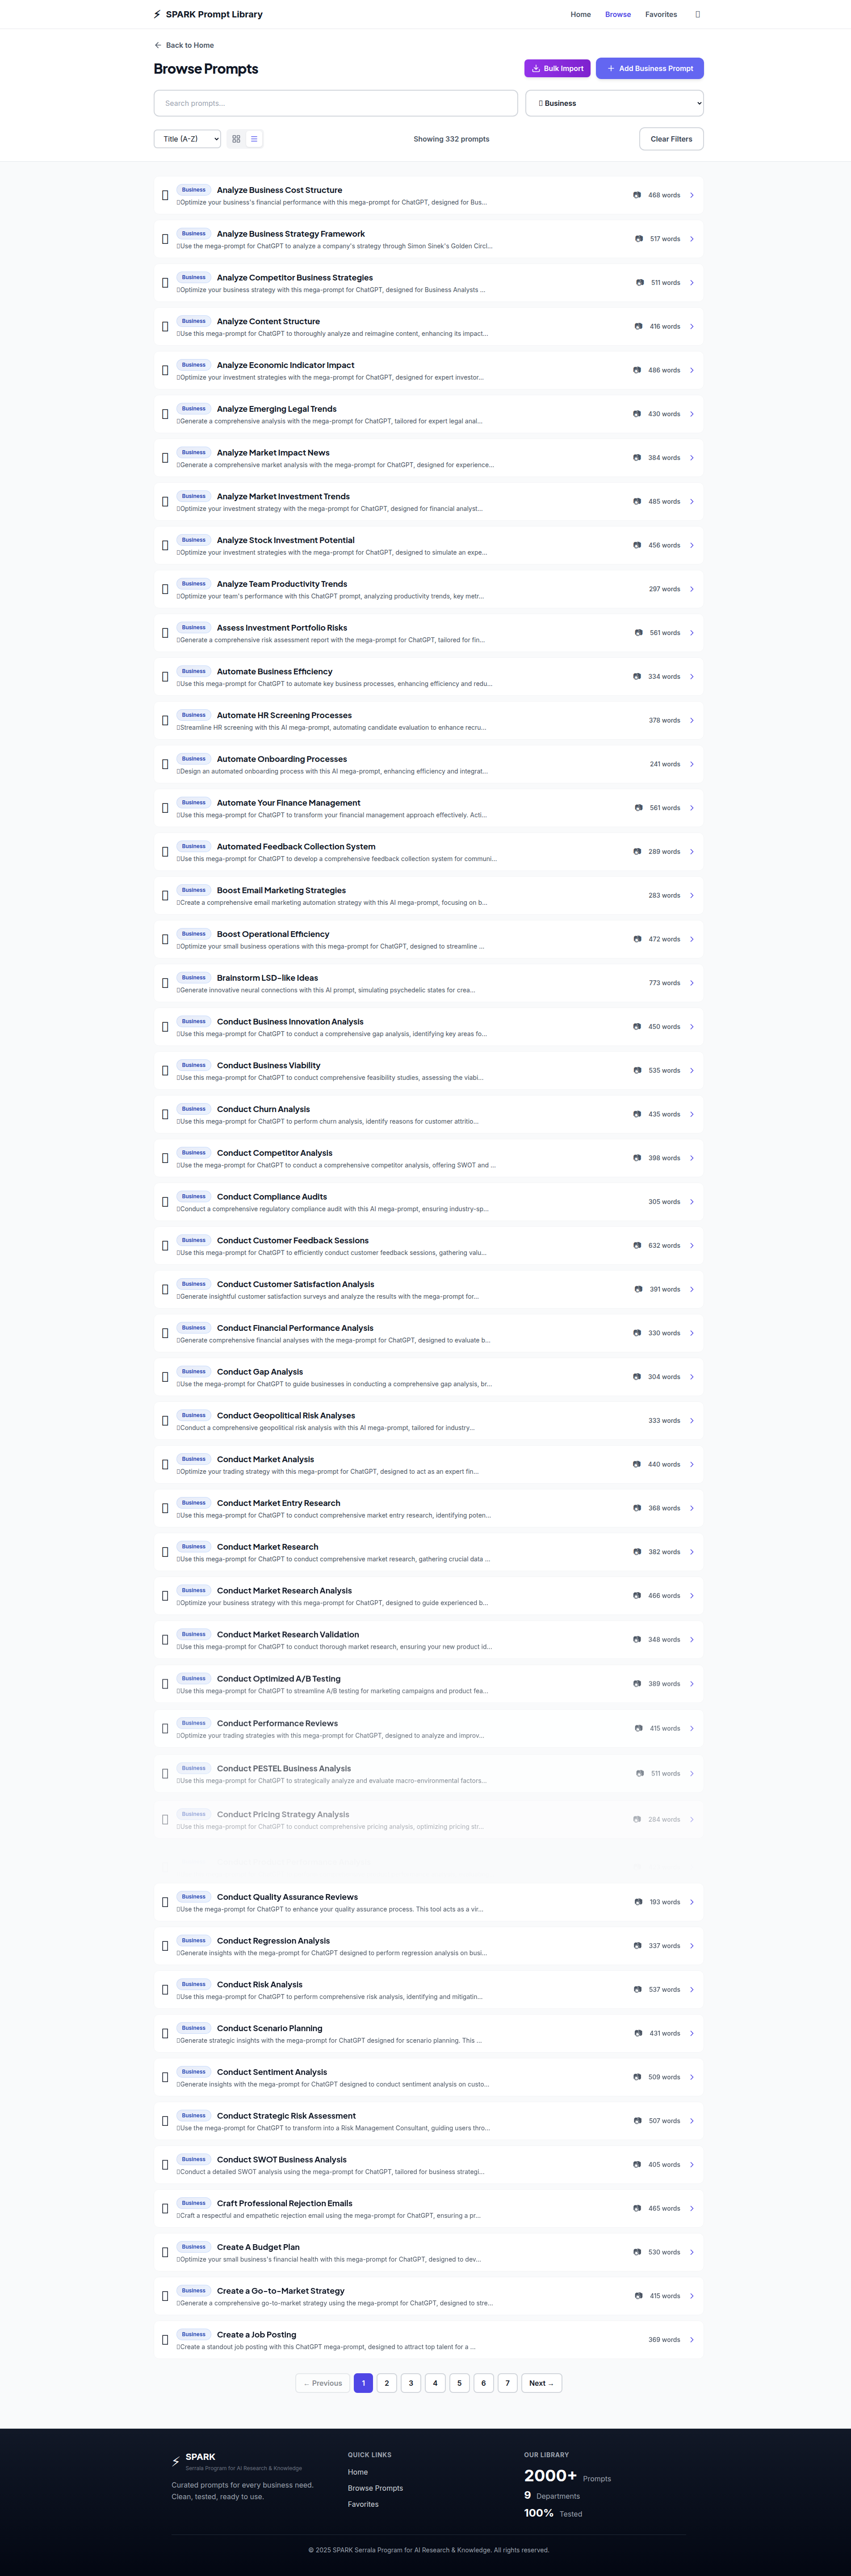 ⚡ SPARK Prompt Library
Home Browse Favorites
← Back to Home
Browse Prompts
Bulk Import
+ Add Business Prompt
Search prompts...
Business
Title (A-Z)
Showing 332 prompts
Clear Filters
Business Analyze Business Cost Structure
Optimize your business's financial performance with this mega-prompt for ChatGPT, designed for Bus...
468 words
Business Analyze Business Strategy Framework
Use the mega-prompt for ChatGPT to analyze a company's strategy through Simon Sinek's Golden Circl...
517 words
Business Analyze Competitor Business Strategies
Optimize your business strategy with this mega-prompt for ChatGPT, designed for Business Analysts ...
511 words
Business Analyze Content Structure
Use this mega-prompt for ChatGPT to thoroughly analyze and reimagine content, enhancing its impact...
416 words
Business Analyze Economic Indicator Impact
Optimize your investment strategies with the mega-prompt for ChatGPT, designed for expert investor...
486 words
Business Analyze Emerging Legal Trends
Generate a comprehensive analysis with the mega-prompt for ChatGPT, tailored for expert legal anal...
430 words
Business Analyze Market Impact News
Generate a comprehensive market analysis with the mega-prompt for ChatGPT, designed for experience...
384 words
Business Analyze Market Investment Trends
Optimize your investment strategy with the mega-prompt for ChatGPT, designed for financial analyst...
485 words
Business Analyze Stock Investment Potential
Optimize your investment strategies with the mega-prompt for ChatGPT, designed to simulate an expe...
456 words
Business Analyze Team Productivity Trends
Optimize your team's performance with this ChatGPT prompt, analyzing productivity trends, key metr...
297 words
Business Assess Investment Portfolio Risks
Generate a comprehensive risk assessment report with the mega-prompt for ChatGPT, tailored for fin...
561 words
Business Automate Business Efficiency
Use this mega-prompt for ChatGPT to automate key business processes, enhancing efficiency and redu...
334 words
Business Automate HR Screening Processes
Streamline HR screening with this AI mega-prompt, automating candidate evaluation to enhance recru...
378 words
Business Automate Onboarding Processes
Design an automated onboarding process with this AI mega-prompt, enhancing efficiency and integrat...
241 words
Business Automate Your Finance Management
Use this mega-prompt for ChatGPT to transform your financial management approach effectively. Acti...
561 words
Business Automated Feedback Collection System
Use this mega-prompt for ChatGPT to develop a comprehensive feedback collection system for communi...
289 words
Business Boost Email Marketing Strategies
Create a comprehensive email marketing automation strategy with this AI mega-prompt, focusing on b...
283 words
Business Boost Operational Efficiency
Optimize your small business operations with this mega-prompt for ChatGPT, designed to streamline ...
472 words
Business Brainstorm LSD-like Ideas
Generate innovative neural connections with this AI prompt, simulating psychedelic states for crea...
773 words
Business Conduct Business Innovation Analysis
Use this mega-prompt for ChatGPT to conduct a comprehensive gap analysis, identifying key areas fo...
450 words
Business Conduct Business Viability
Use this mega-prompt for ChatGPT to conduct comprehensive feasibility studies, assessing the viabi...
535 words
Business Conduct Churn Analysis
Use this mega-prompt for ChatGPT to perform churn analysis, identify reasons for customer attritio...
435 words
Business Conduct Competitor Analysis
Use the mega-prompt for ChatGPT to conduct a comprehensive competitor analysis, offering SWOT and ...
398 words
Business Conduct Compliance Audits
Conduct a comprehensive regulatory compliance audit with this AI mega-prompt, ensuring industry-sp...
305 words
Business Conduct Customer Feedback Sessions
Use this mega-prompt for ChatGPT to efficiently conduct customer feedback sessions, gathering valu...
632 words
Business Conduct Customer Satisfaction Analysis
Generate insightful customer satisfaction surveys and analyze the results with the mega-prompt for...
391 words
Business Conduct Financial Performance Analysis
Generate comprehensive financial analyses with the mega-prompt for ChatGPT, designed to evaluate b...
330 words
Business Conduct Gap Analysis
Use the mega-prompt for ChatGPT to guide businesses in conducting a comprehensive gap analysis, br...
304 words
Business Conduct Geopolitical Risk Analyses
Conduct a comprehensive geopolitical risk analysis with this AI mega-prompt, tailored for industry...
333 words
Business Conduct Market Analysis
Optimize your trading strategy with this mega-prompt for ChatGPT, designed to act as an expert fin...
440 words
Business Conduct Market Entry Research
Use this mega-prompt for ChatGPT to conduct comprehensive market entry research, identifying poten...
368 words
Business Conduct Market Research
Use this mega-prompt for ChatGPT to conduct comprehensive market research, gathering crucial data ...
382 words
Business Conduct Market Research Analysis
Optimize your business strategy with this mega-prompt for ChatGPT, designed to guide experienced b...
466 words
Business Conduct Market Research Validation
Use this mega-prompt for ChatGPT to conduct thorough market research, ensuring your new product id...
348 words
Business Conduct Optimized A/B Testing
Use this mega-prompt for ChatGPT to streamline A/B testing for marketing campaigns and product fea...
389 words
Business Conduct Performance Reviews
Optimize your trading strategies with this mega-prompt for ChatGPT, designed to analyze and improv...
415 words
Business Conduct PESTEL Business Analysis
Use this mega-prompt for ChatGPT to strategically analyze and evaluate macro-environmental factors...
511 words
Business Conduct Pricing Strategy Analysis
Use this mega-prompt for ChatGPT to conduct comprehensive pricing analysis, optimizing pricing str...
284 words
Business Conduct Quality Assurance Reviews
Use the mega-prompt for ChatGPT to enhance your quality assurance process. This tool acts as a vir...
193 words
Business Conduct Regression Analysis
Generate insights with the mega-prompt for ChatGPT designed to perform regression analysis on busi...
337 words
Business Conduct Risk Analysis
Use this mega-prompt for ChatGPT to perform comprehensive risk analysis, identifying and mitigatin...
537 words
Business Conduct Scenario Planning
Generate strategic insights with the mega-prompt for ChatGPT designed for scenario planning. This ...
431 words
Business Conduct Sentiment Analysis
Generate insights with the mega-prompt for ChatGPT designed to conduct sentiment analysis on custo...
509 words
Business Conduct Strategic Risk Assessment
Use the mega-prompt for ChatGPT to transform into a Risk Management Consultant, guiding users thro...
507 words
Business Conduct SWOT Business Analysis
Conduct a detailed SWOT analysis using the mega-prompt for ChatGPT, tailored for business strategi...
405 words
Business Craft Professional Rejection Emails
Craft a respectful and empathetic rejection email using the mega-prompt for ChatGPT, ensuring a pr...
465 words
Business Create A Budget Plan
Optimize your small business's financial health with this mega-prompt for ChatGPT, designed to dev...
530 words
Business Create a Go-to-Market Strategy
Generate a comprehensive go-to-market strategy using the mega-prompt for ChatGPT, designed to stre...
415 words
Business Create a Job Posting
Create a standout job posting with this ChatGPT mega-prompt, designed to attract top talent for a ...
369 words
← Previous 1 2 3 4 5 6 7 Next →
⚡ SPARK
Serrala Program for AI Research & Knowledge
Curated prompts for every business need.
Clean, tested, ready to use.
QUICK LINKS
Home
Browse Prompts
Favorites
OUR LIBRARY
2000+ Prompts
9 Departments
100% Tested
© 2025 SPARK Serrala Program for AI Research & Knowledge. All rights reserved.